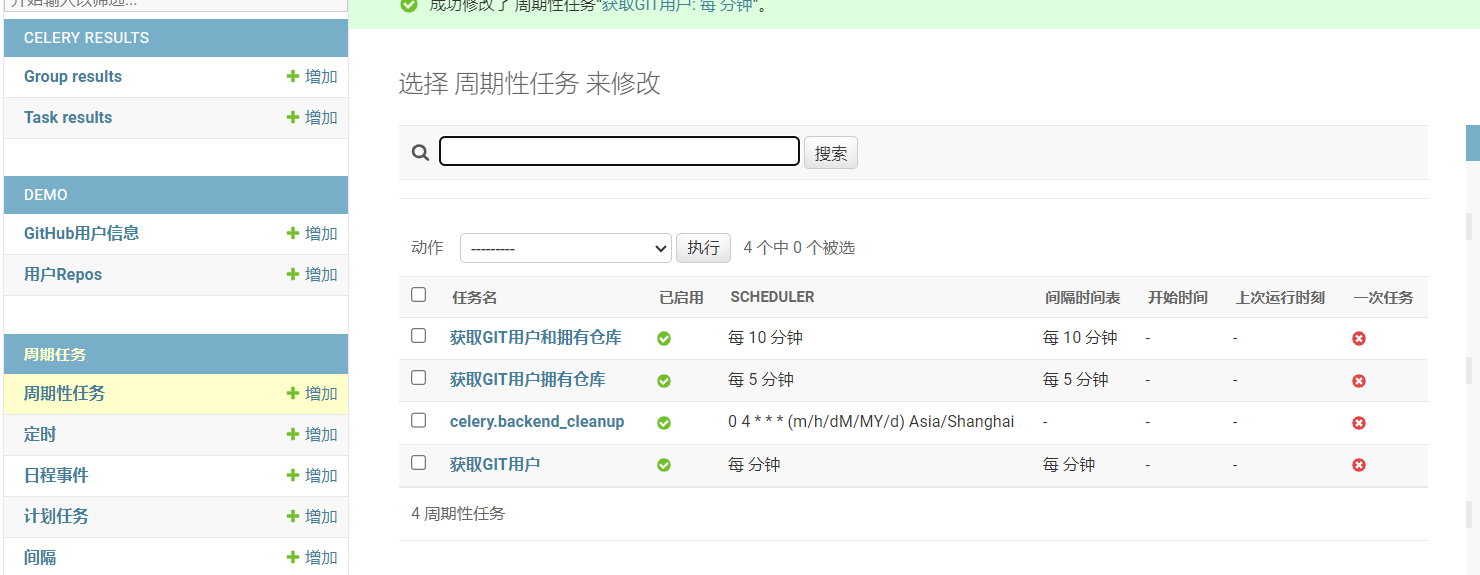 开始输入以筛选...
成功修改了 周期性任务“获取GIT用户: 每 分钟”。
CELERY RESULTS
Group results 增加
Task results 增加
DEMO
GitHub用户信息 增加
用户Repos 增加
周期任务
周期性任务 增加
定时 增加
日程事件 增加
计划任务 增加
间隔 增加
选择 周期性任务 来修改
搜索
动作 --------- 执行 4 个中 0 个被选
任务名 已启用 SCHEDULER 间隔时间表 开始时间 上次运行时刻 一次任务
获取GIT用户和拥有仓库 每 10 分钟 每 10 分钟 - -
获取GIT用户拥有仓库 每 5 分钟 每 5 分钟 - -
celery.backend_cleanup 0 4 * * * (m/h/dM/MY/d) Asia/Shanghai - - -
获取GIT用户 每 分钟 每 分钟 - -
4 周期性任务